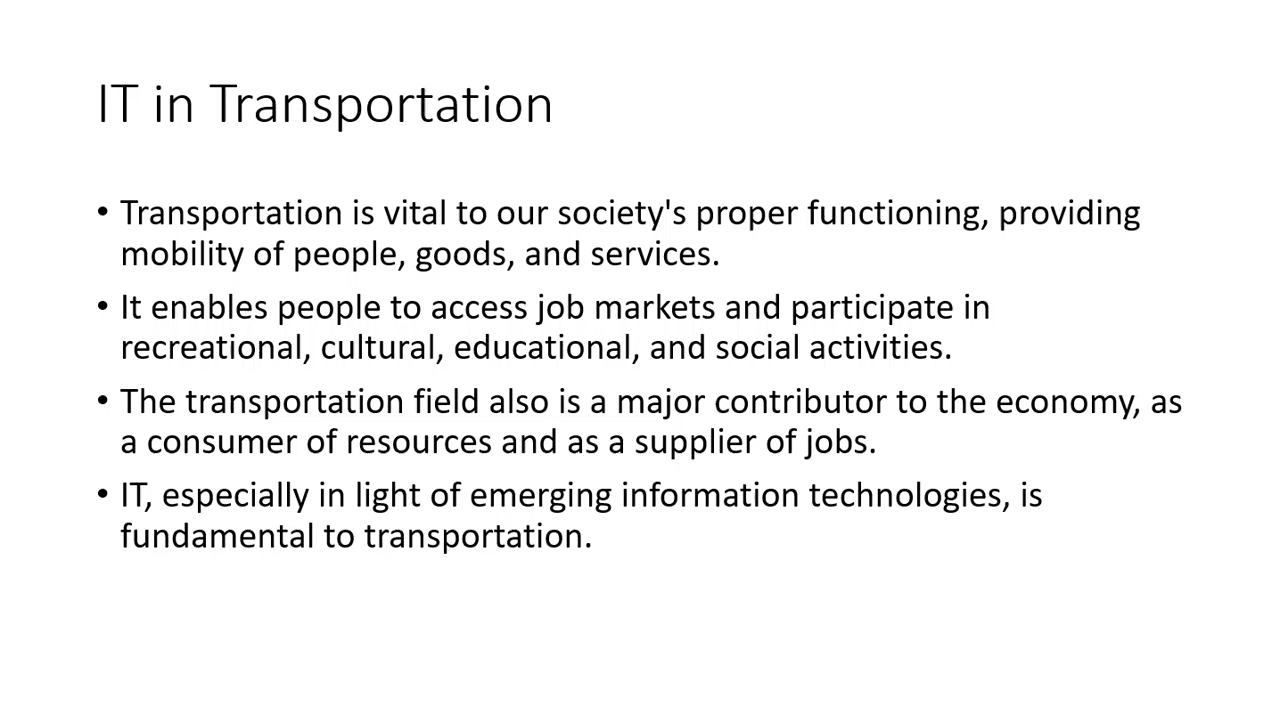 IT in Transportation
• Transportation is vital to our society's proper functioning, providing
mobility of people, goods, and services.
• It enables people to access job markets and participate in
recreational, cultural, educational, and social activities.
• The transportation field also is a major contributor to the economy, as
a consumer of resources and as a supplier of jobs.
• IT, especially in light of emerging information technologies, is
fundamental to transportation.